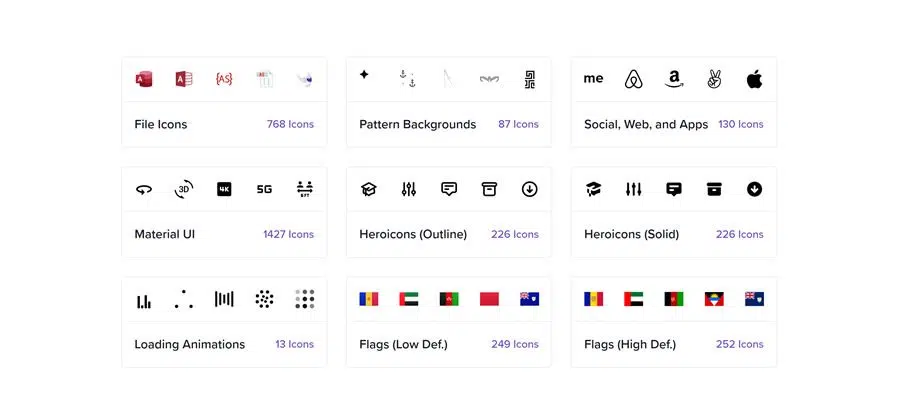 {AS}
me
File Icons 768 Icons
Pattern Backgrounds 87 Icons
Social, Web, and Apps 130 Icons
3D
4K
5G
6FT
Material UI 1427 Icons
Heroicons (Outline) 226 Icons
Heroicons (Solid) 226 Icons
Loading Animations 13 Icons
Flags (Low Def.) 249 Icons
Flags (High Def.) 252 Icons